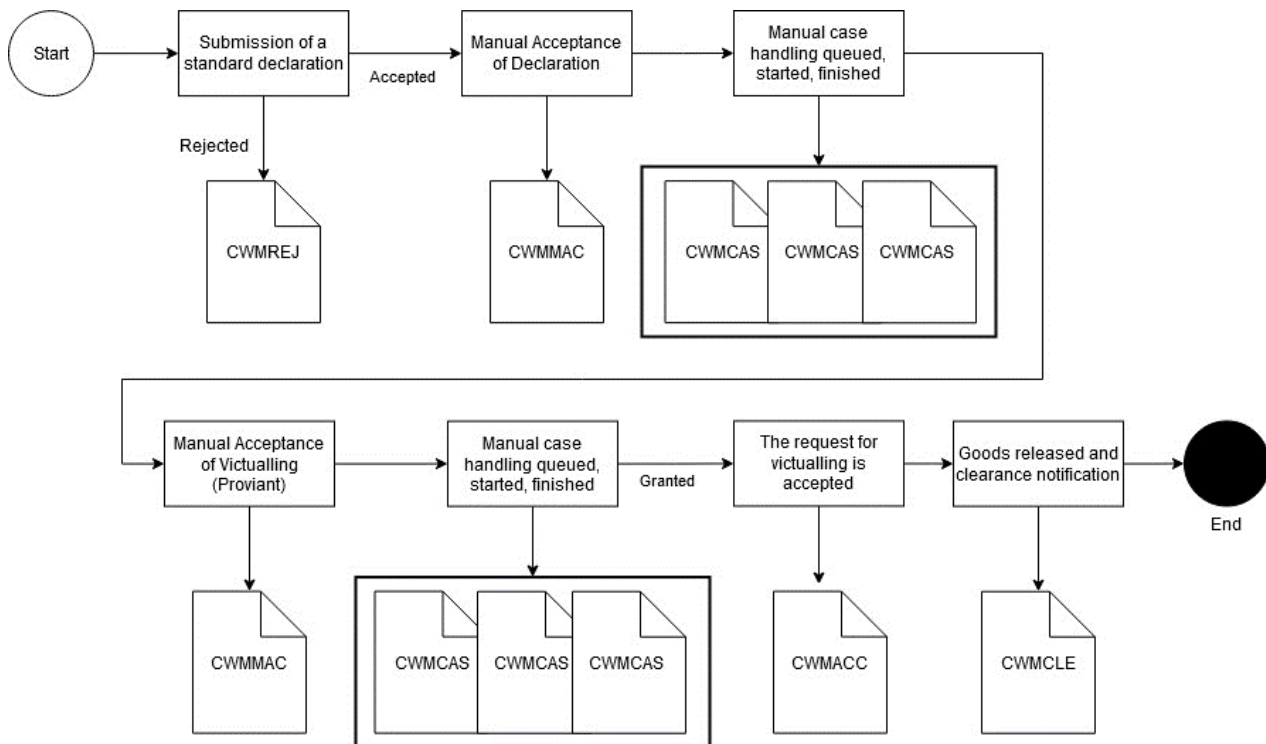 Start
Submission of a
standard declaration
Accepted
Manual Acceptance
of Declaration
Manual case
handling queued,
started, finished
Rejected
CWMREJ
CWMMAC
CWMCAS
CWMCAS
CWMCAS
Manual Acceptance
of Victualling
(Proviant)
Manual case
handling queued,
started, finished
Granted
The request for
victualling is
accepted
Goods released and
clearance notification
End
CWMMAC
CWMCAS
CWMCAS
CWMCAS
CWMACC
CWMCLE